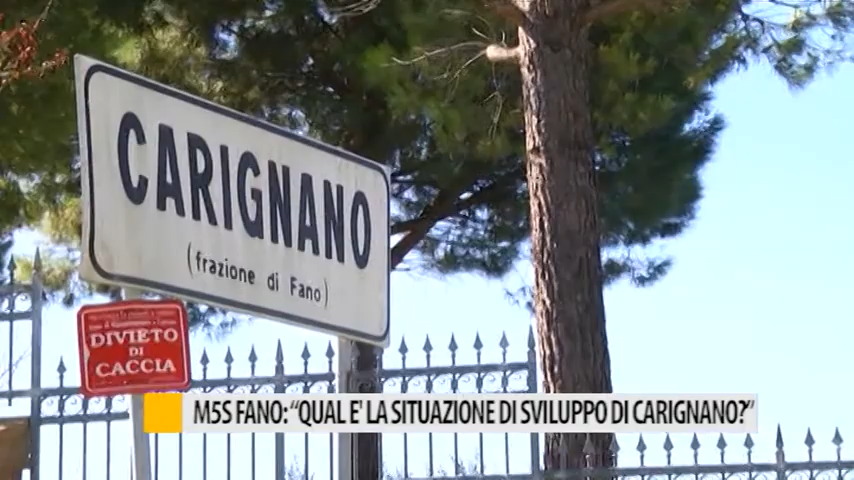 CARIGNANO
(frazione di Fano)
DIVIETO
DI
CACCIA
M5S FANO: “QUAL E' LA SITUAZIONE DI SVILUPPO DI CARIGNANO?”